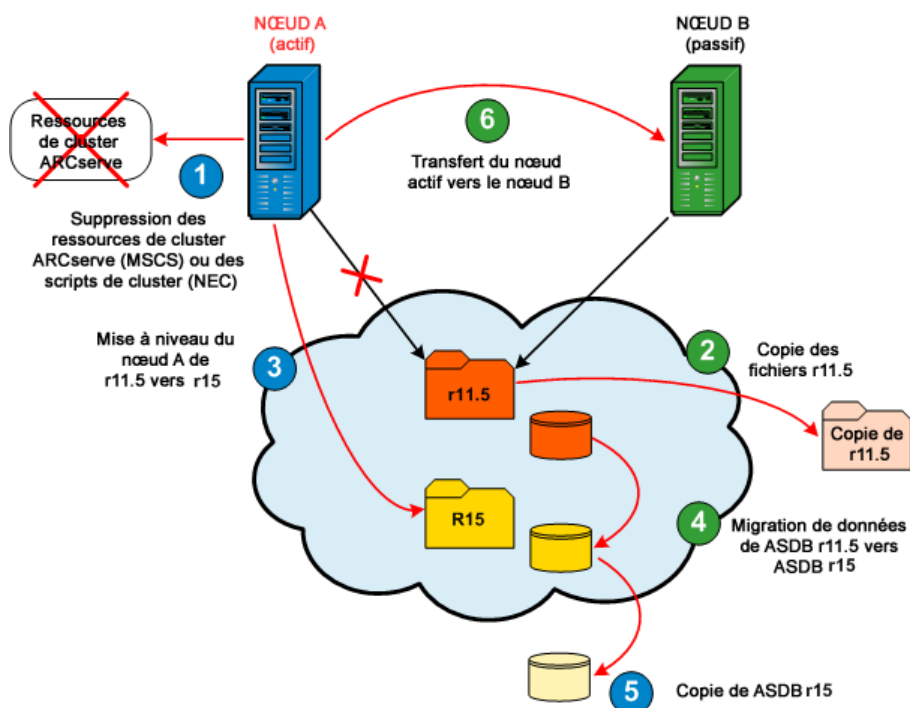 NŒUD A
(actif)
NŒUD B
(passif)
Ressources
de cluster
ARCserve
1
6
Transfert du nœud
actif vers le nœud B
Suppression des
ressources de cluster
ARCserve (MSCS) ou des
scripts de cluster (NEC)
Mise à niveau du
nœud A de
r11.5 vers r15
3
2
Copie des
fichiers r11.5
r11.5
Copie de
r11.5
R15
4
Migration de données
de ASDB r11.5 vers
ASDB r15
5
Copie de ASDB r15